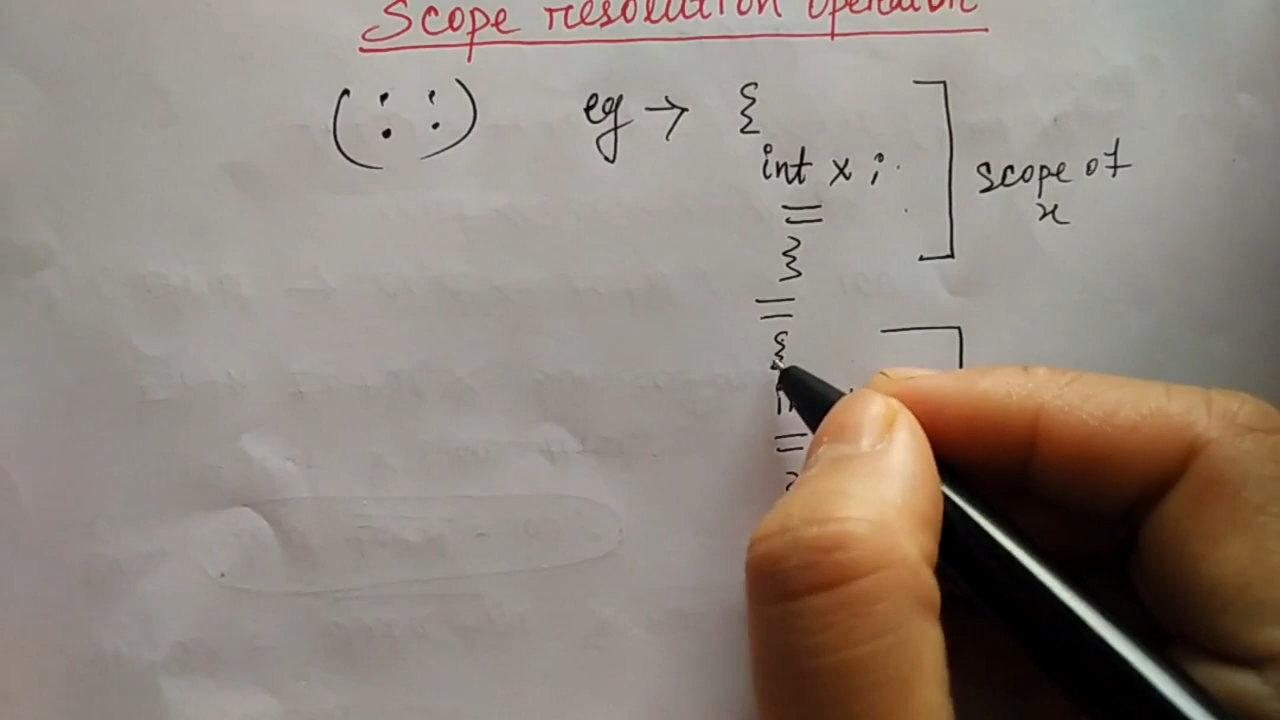 Scope resolution operator
(::) eg → {
int x; scope of
x
}
{